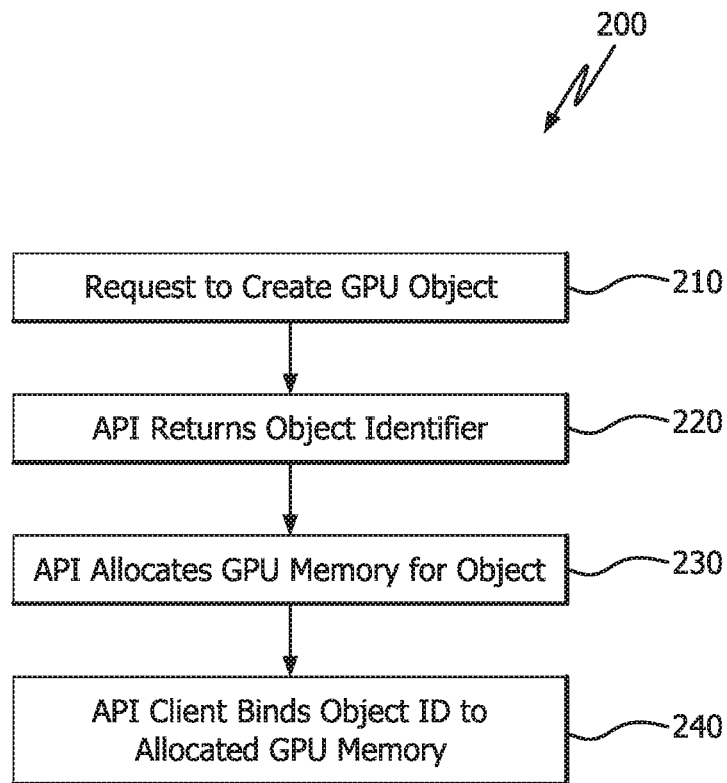 200
Request to Create GPU Object
210
API Returns Object Identifier
220
API Allocates GPU Memory for Object
230
API Client Binds Object ID to
Allocated GPU Memory
240